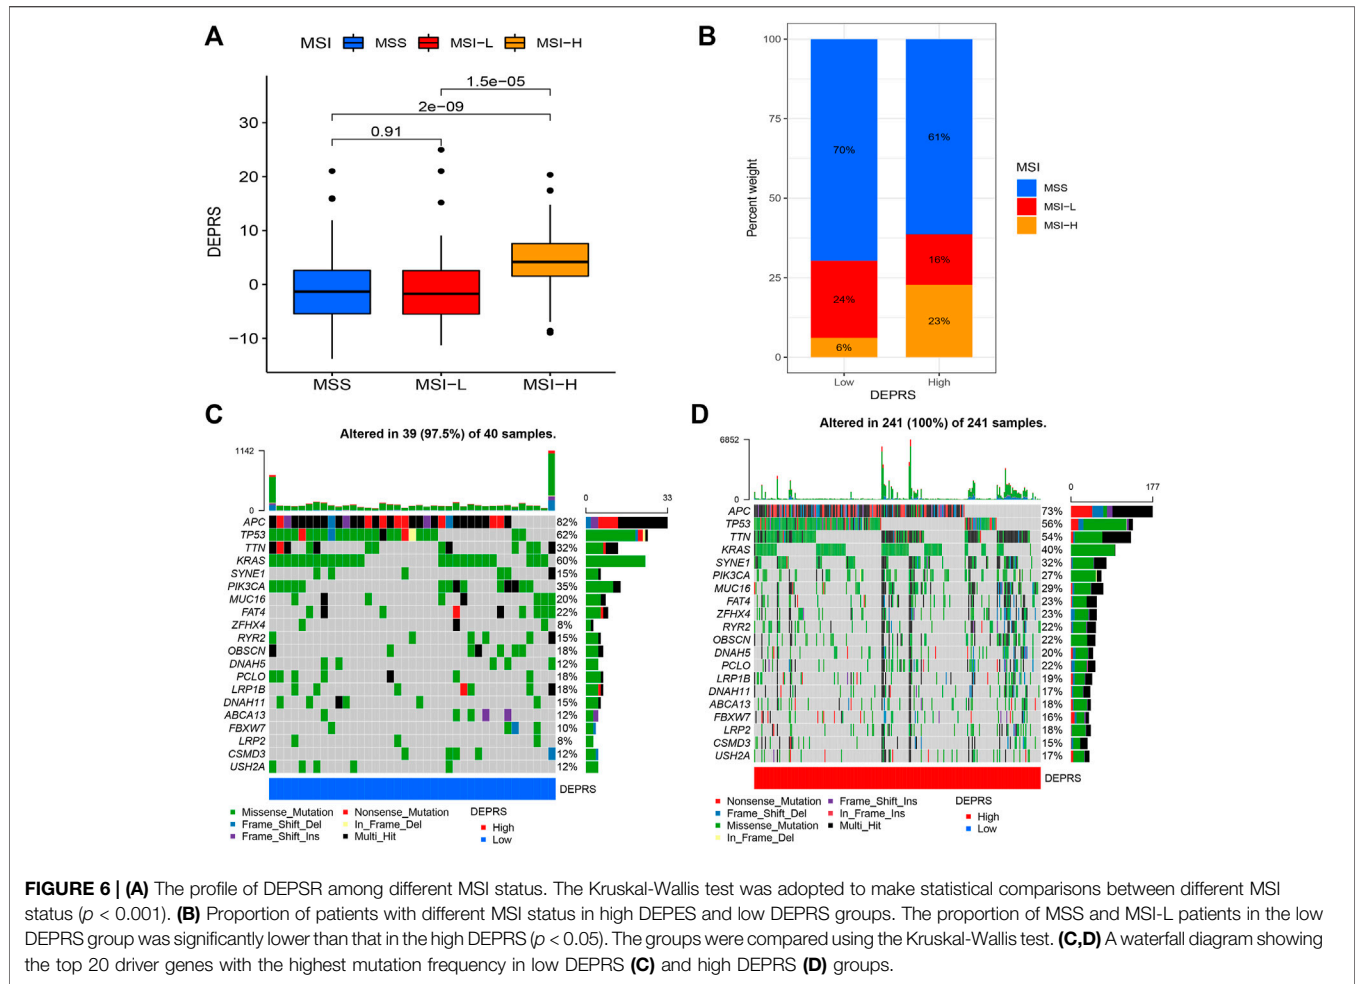 A
MSI MSS MSI-L MSI-H
1.5e-05
2e-09
0.91
30
20
10
0
-10
DEPRS
MSS MSI-L MSI-H
B
100
75
50
25
0
Percent weight
70%
24%
6%
61%
16%
23%
Low High
DEPRS
MSI
MSS
MSI-L
MSI-H
C
Altered in 39 (97.5%) of 40 samples.
1142
0
0 33
APC 82%
TP53 62%
TTN 32%
KRAS 60%
SYNE1 15%
PIK3CA 35%
MUC16 20%
FAT4 22%
ZFHX4 8%
RYR2 15%
OBSCN 18%
DNAH5 12%
PCLO 18%
LRP1B 18%
DNAH11 15%
ABCA13 12%
FBXW7 10%
LRP2 8%
CSMD3 12%
USH2A 12%
DEPRS
Missense_Mutation Nonsense_Mutation DEPRS
Frame_Shift_Del In_Frame_Del High
Frame_Shift_Ins Multi_Hit Low
D
Altered in 241 (100%) of 241 samples.
6852
0
0 177
APC 73%
TP53 56%
TTN 54%
KRAS 40%
SYNE1 32%
PIK3CA 27%
MUC16 29%
FAT4 23%
ZFHX4 23%
RYR2 22%
OBSCN 22%
DNAH5 20%
PCLO 22%
LRP1B 19%
DNAH11 17%
ABCA13 18%
FBXW7 16%
LRP2 18%
CSMD3 15%
USH2A 17%
DEPRS
Nonsense_Mutation Frame_Shift_Ins DEPRS
Frame_Shift_Del In_Frame_Ins High
Missense_Mutation Multi_Hit Low
In_Frame_Del
FIGURE 6 | (A) The profile of DEPSR among different MSI status. The Kruskal-Wallis test was adopted to make statistical comparisons between different MSI
status (p < 0.001). (B) Proportion of patients with different MSI status in high DEPES and low DEPRS groups. The proportion of MSS and MSI-L patients in the low
DEPRS group was significantly lower than that in the high DEPRS (p < 0.05). The groups were compared using the Kruskal-Wallis test. (C,D) A waterfall diagram showing
the top 20 driver genes with the highest mutation frequency in low DEPRS (C) and high DEPRS (D) groups.